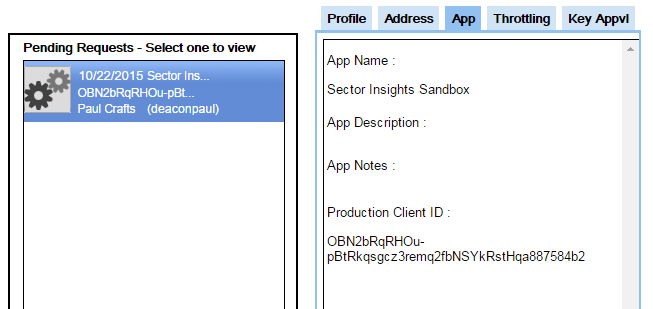 Profile Address App Throttling Key Appvl
Pending Requests - Select one to view
10/22/2015 Sector Ins...
OBN2bRqRHOu-pBt...
Paul Crafts (deaconpaul)
App Name :
Sector Insights Sandbox
App Description :
App Notes :
Production Client ID :
OBN2bRqRHOu-
pBtRkqsgcz3remq2fbNSYkRstHqa887584b2